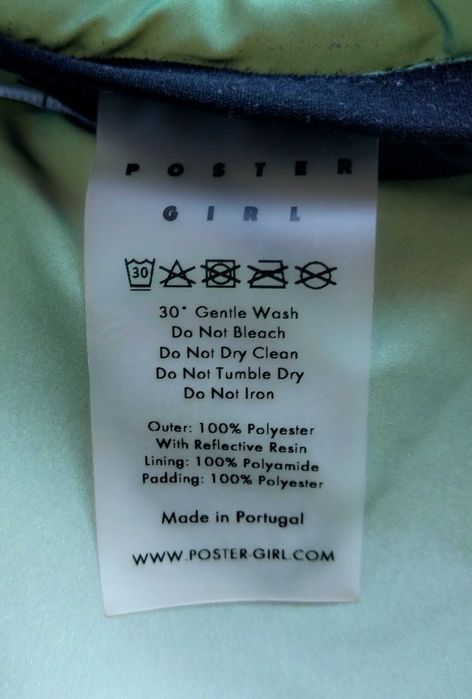 POSTER
GIRL
30
30° Gentle Wash
Do Not Bleach
Do Not Dry Clean
Do Not Tumble Dry
Do Not Iron
Outer: 100% Polyester
With Reflective Resin
Lining: 100% Polyamide
Padding: 100% Polyester
Made in Portugal
WWW.POSTER-GIRL.COM